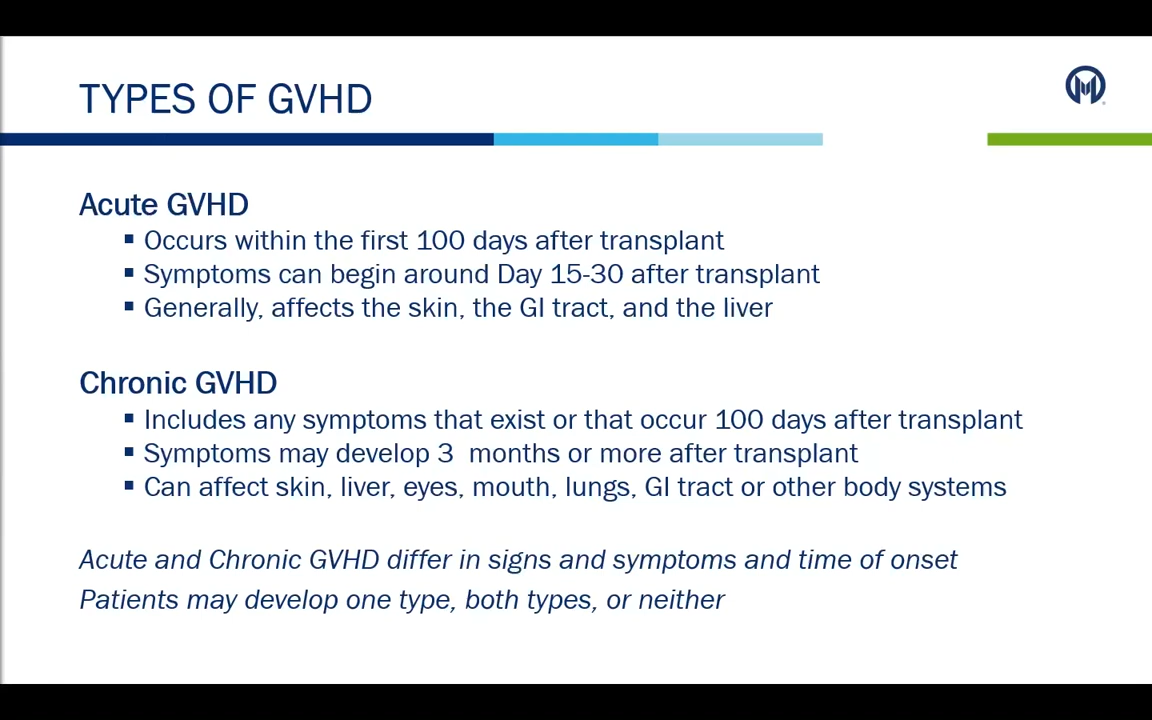 TYPES OF GVHD
Acute GVHD
▪ Occurs within the first 100 days after transplant
▪ Symptoms can begin around Day 15-30 after transplant
▪ Generally, affects the skin, the GI tract, and the liver
Chronic GVHD
▪ Includes any symptoms that exist or that occur 100 days after transplant
▪ Symptoms may develop 3  months or more after transplant
▪ Can affect skin, liver, eyes, mouth, lungs, GI tract or other body systems
Acute and Chronic GVHD differ in signs and symptoms and time of onset
Patients may develop one type, both types, or neither